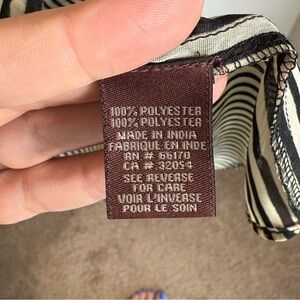 100% POLYESTER
100% POLYESTER
MADE IN INDIA
FABRIQUE EN INDE
RN # 66170
CA # 32054
SEE REVERSE
FOR CARE
VOIR L'INVERSE
POUR LE SOIN